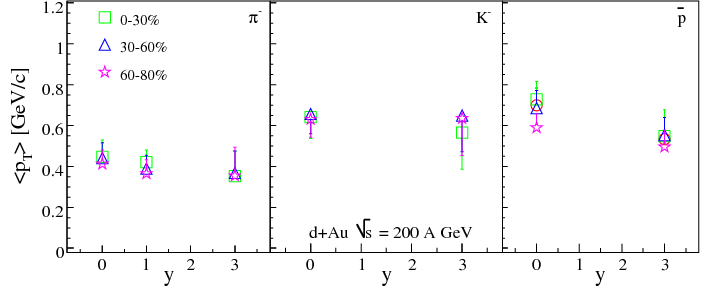 1.2
1
0.8
0.6
0.4
0.2
0
<p_T> [GeV/c]
0-30%
30-60%
60-80%
π⁻
K⁻
p̄
d+Au √s = 200 A GeV
0 1 2 3
0 1 2 3
0 1 2 3
y
y
y